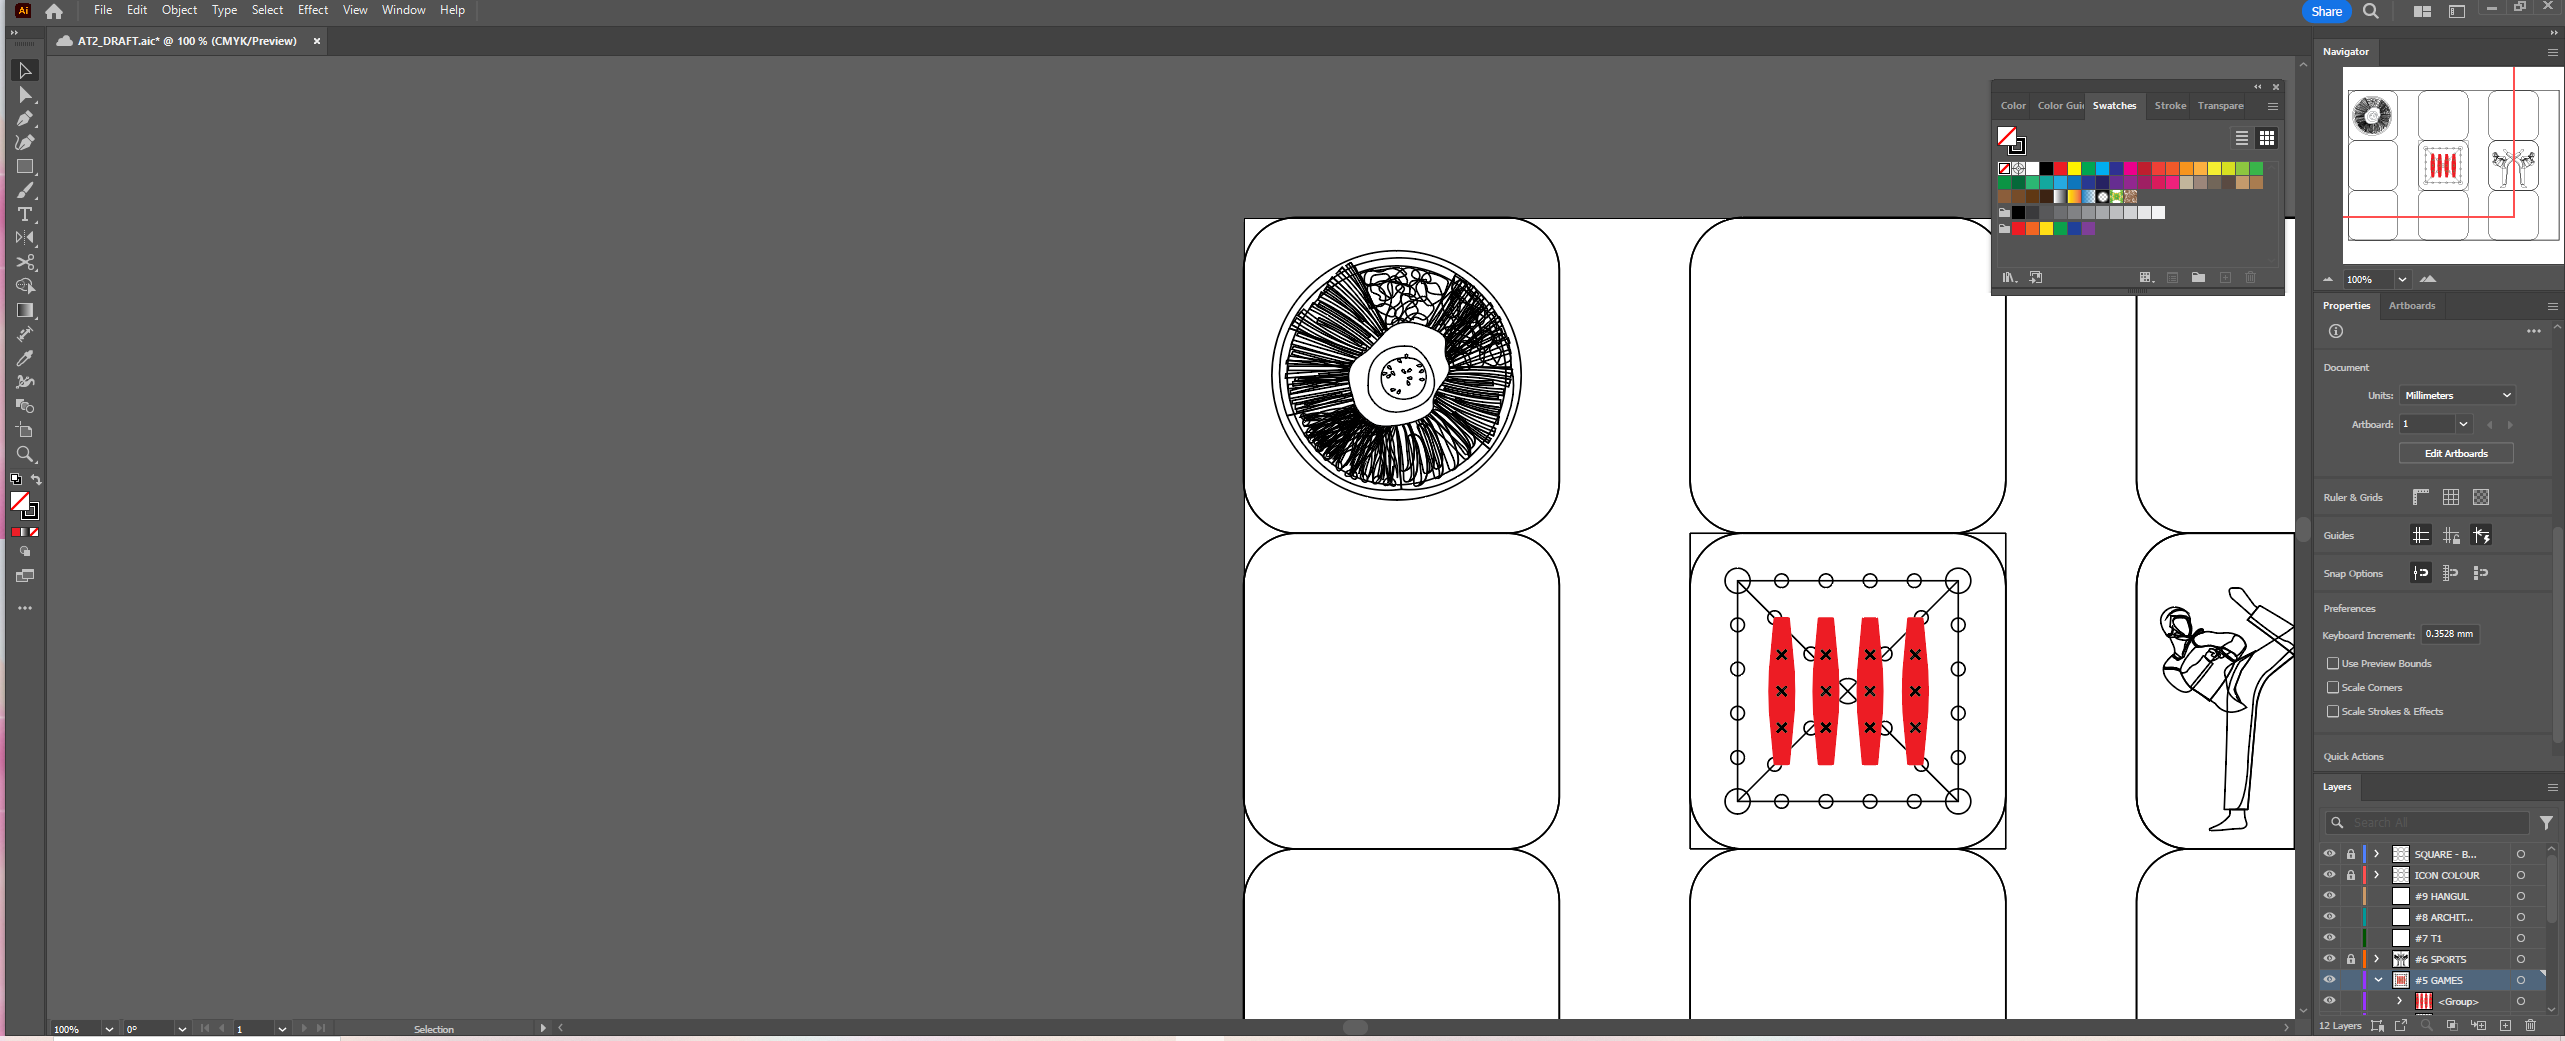 Ai File Edit Object Type Select Effect View Window Help Share
AT2_DRAFT.aic* @ 100 % (CMYK/Preview) ×
Navigator
Color Color Gui Swatches Stroke Transpare
100%
Properties Artboards
Document
Units: Millimeters
Artboard: 1
Edit Artboards
Ruler & Grids
Guides
Snap Options
Preferences
Keyboard Increment: 0.3528 mm
Use Preview Bounds
Scale Corners
Scale Strokes & Effects
Quick Actions
Layers
Search All
SQUARE - B...
ICON COLOUR
#9 HANGUL
#8 ARCHIT...
#7 T1
#6 SPORTS
#5 GAMES
<Group>
12 Layers
100% 0° 1 Selection